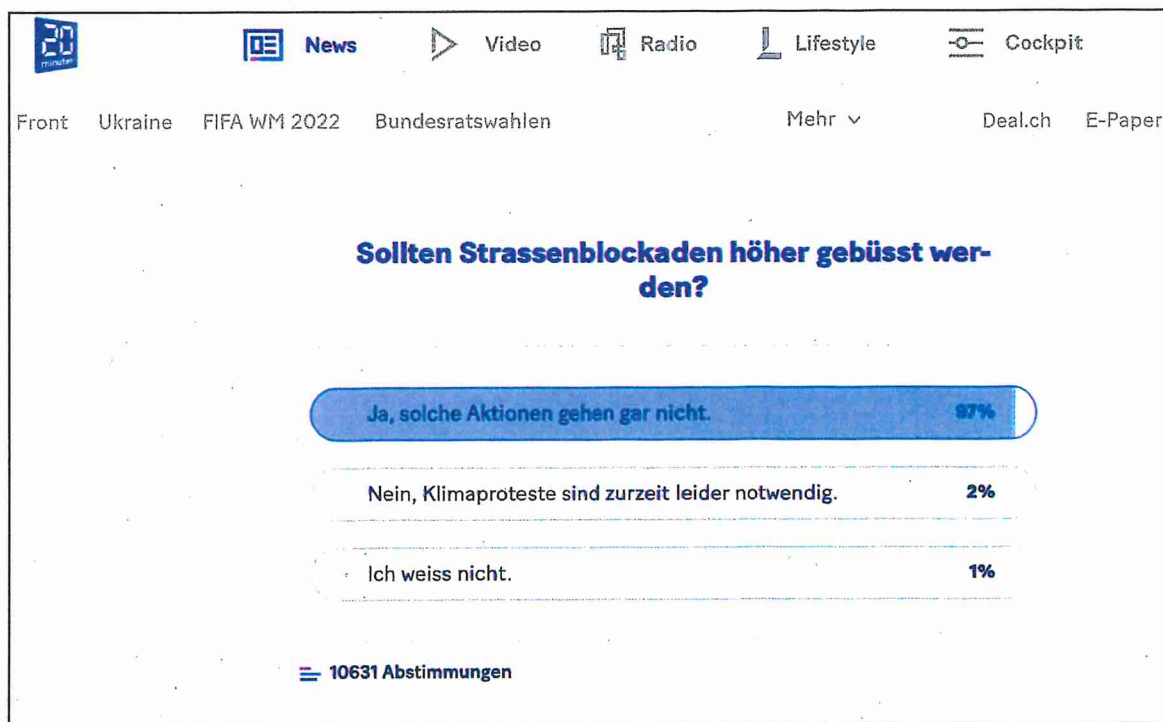 20
minuten
News
Video
Radio
Lifestyle
Cockpit
Front
Ukraine
FIFA WM 2022
Bundesratswahlen
Mehr
Deal.ch
E-Paper
Sollten Strassenblockaden höher gebüsst wer-
den?
Ja, solche Aktionen gehen gar nicht. 97%
Nein, Klimaproteste sind zurzeit leider notwendig. 2%
Ich weiss nicht. 1%
10631 Abstimmungen